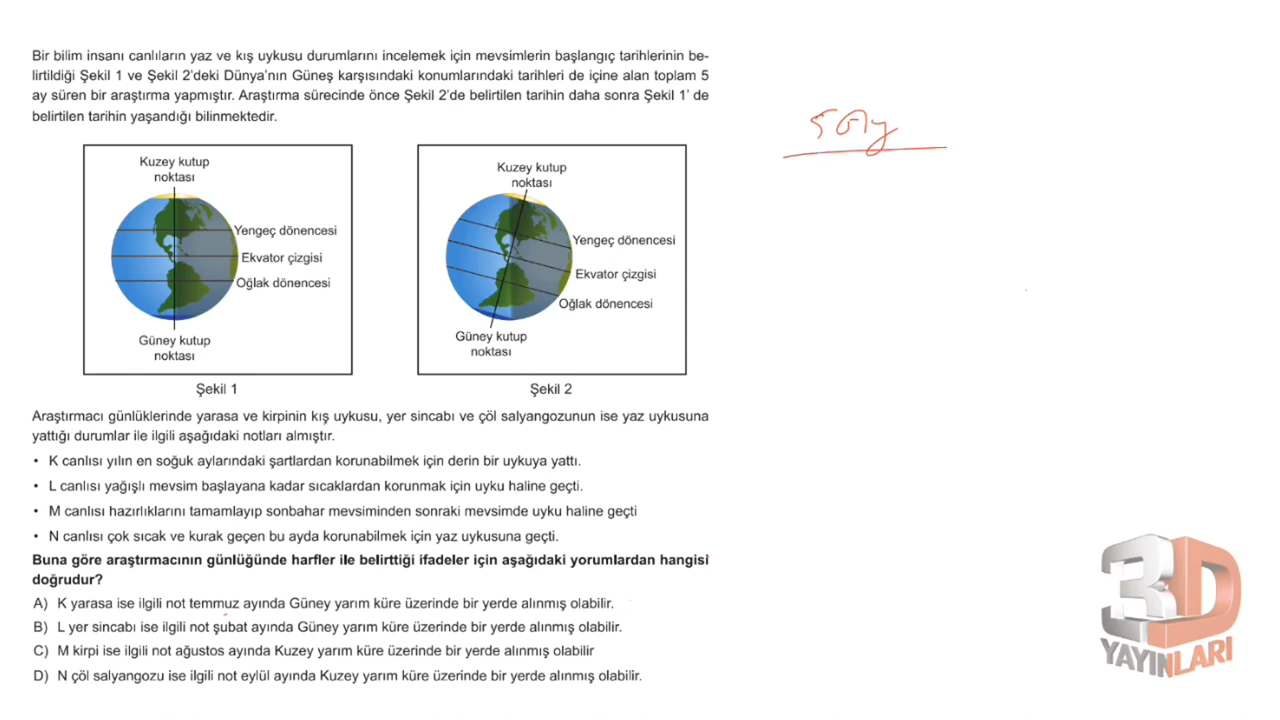 Bir bilim insanı canlıların yaz ve kış uykusu durumlarını incelemek için mevsimlerin başlangıç tarihlerinin be-
lirtildiği Şekil 1 ve Şekil 2'deki Dünya'nın Güneş karşısındaki konumlarındaki tarihleri de içine alan toplam 5
ay süren bir araştırma yapmıştır. Araştırma sürecinde önce Şekil 2'de belirtilen tarihin daha sonra Şekil 1' de
belirtilen tarihin yaşandığı bilinmektedir.
5 Ay
Kuzey kutup
noktası
Yengeç dönencesi
Ekvator çizgisi
Oğlak dönencesi
Güney kutup
noktası
Şekil 1
Kuzey kutup
noktası
Yengeç dönencesi
Ekvator çizgisi
Oğlak dönencesi
Güney kutup
noktası
Şekil 2
Araştırmacı günlüklerinde yarasa ve kirpinin kış uykusu, yer sincabı ve çöl salyangozunun ise yaz uykusuna
yattığı durumlar ile ilgili aşağıdaki notları almıştır.
• K canlısı yılın en soğuk aylarındaki şartlardan korunabilmek için derin bir uykuya yattı.
• L canlısı yağışlı mevsim başlayana kadar sıcaklardan korunmak için uyku haline geçti.
• M canlısı hazırlıklarını tamamlayıp sonbahar mevsiminden sonraki mevsimde uyku haline geçti
• N canlısı çok sıcak ve kurak geçen bu ayda korunabilmek için yaz uykusuna geçti.
Buna göre araştırmacının günlüğünde harfler ile belirttiği ifadeler için aşağıdaki yorumlardan hangisi
doğrudur?
A) K yarasa ise ilgili not temmuz ayında Güney yarım küre üzerinde bir yerde alınmış olabilir.
B) L yer sincabı ise ilgili not şubat ayında Güney yarım küre üzerinde bir yerde alınmış olabilir.
C) M kirpi ise ilgili not ağustos ayında Kuzey yarım küre üzerinde bir yerde alınmış olabilir
D) N çöl salyangozu ise ilgili not eylül ayında Kuzey yarım küre üzerinde bir yerde alınmış olabilir.
3D
YAYINLARI